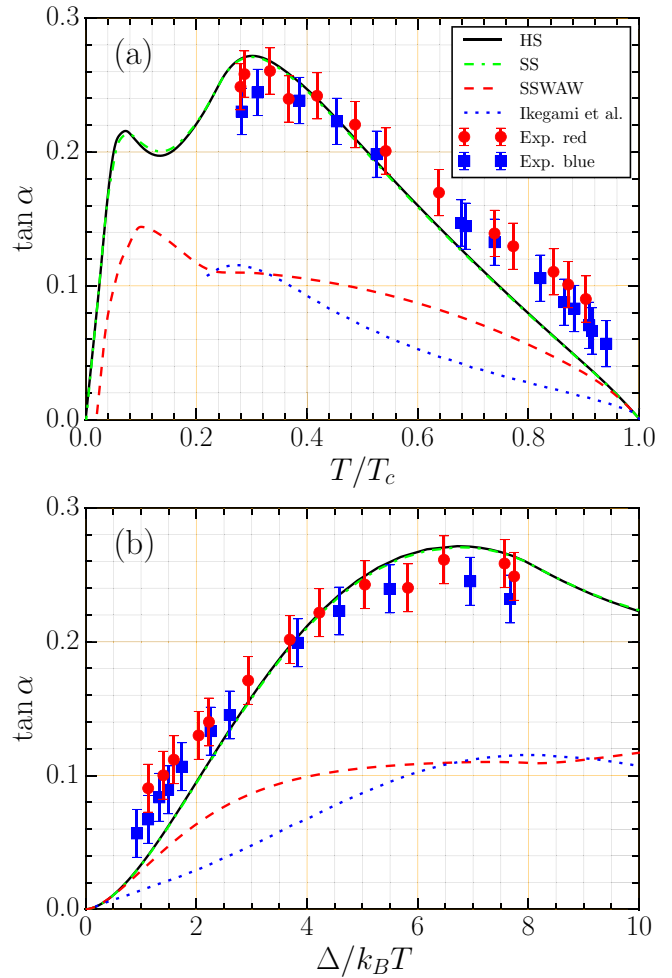 0.3
(a)
HS
SS
SSWAW
Ikegami et al.
Exp. red
Exp. blue
0.2
tan α
0.1
0.0
0.0 0.2 0.4 0.6 0.8 1.0
T/T_c
0.3
(b)
0.2
tan α
0.1
0.0
0 2 4 6 8 10
Δ/k_BT